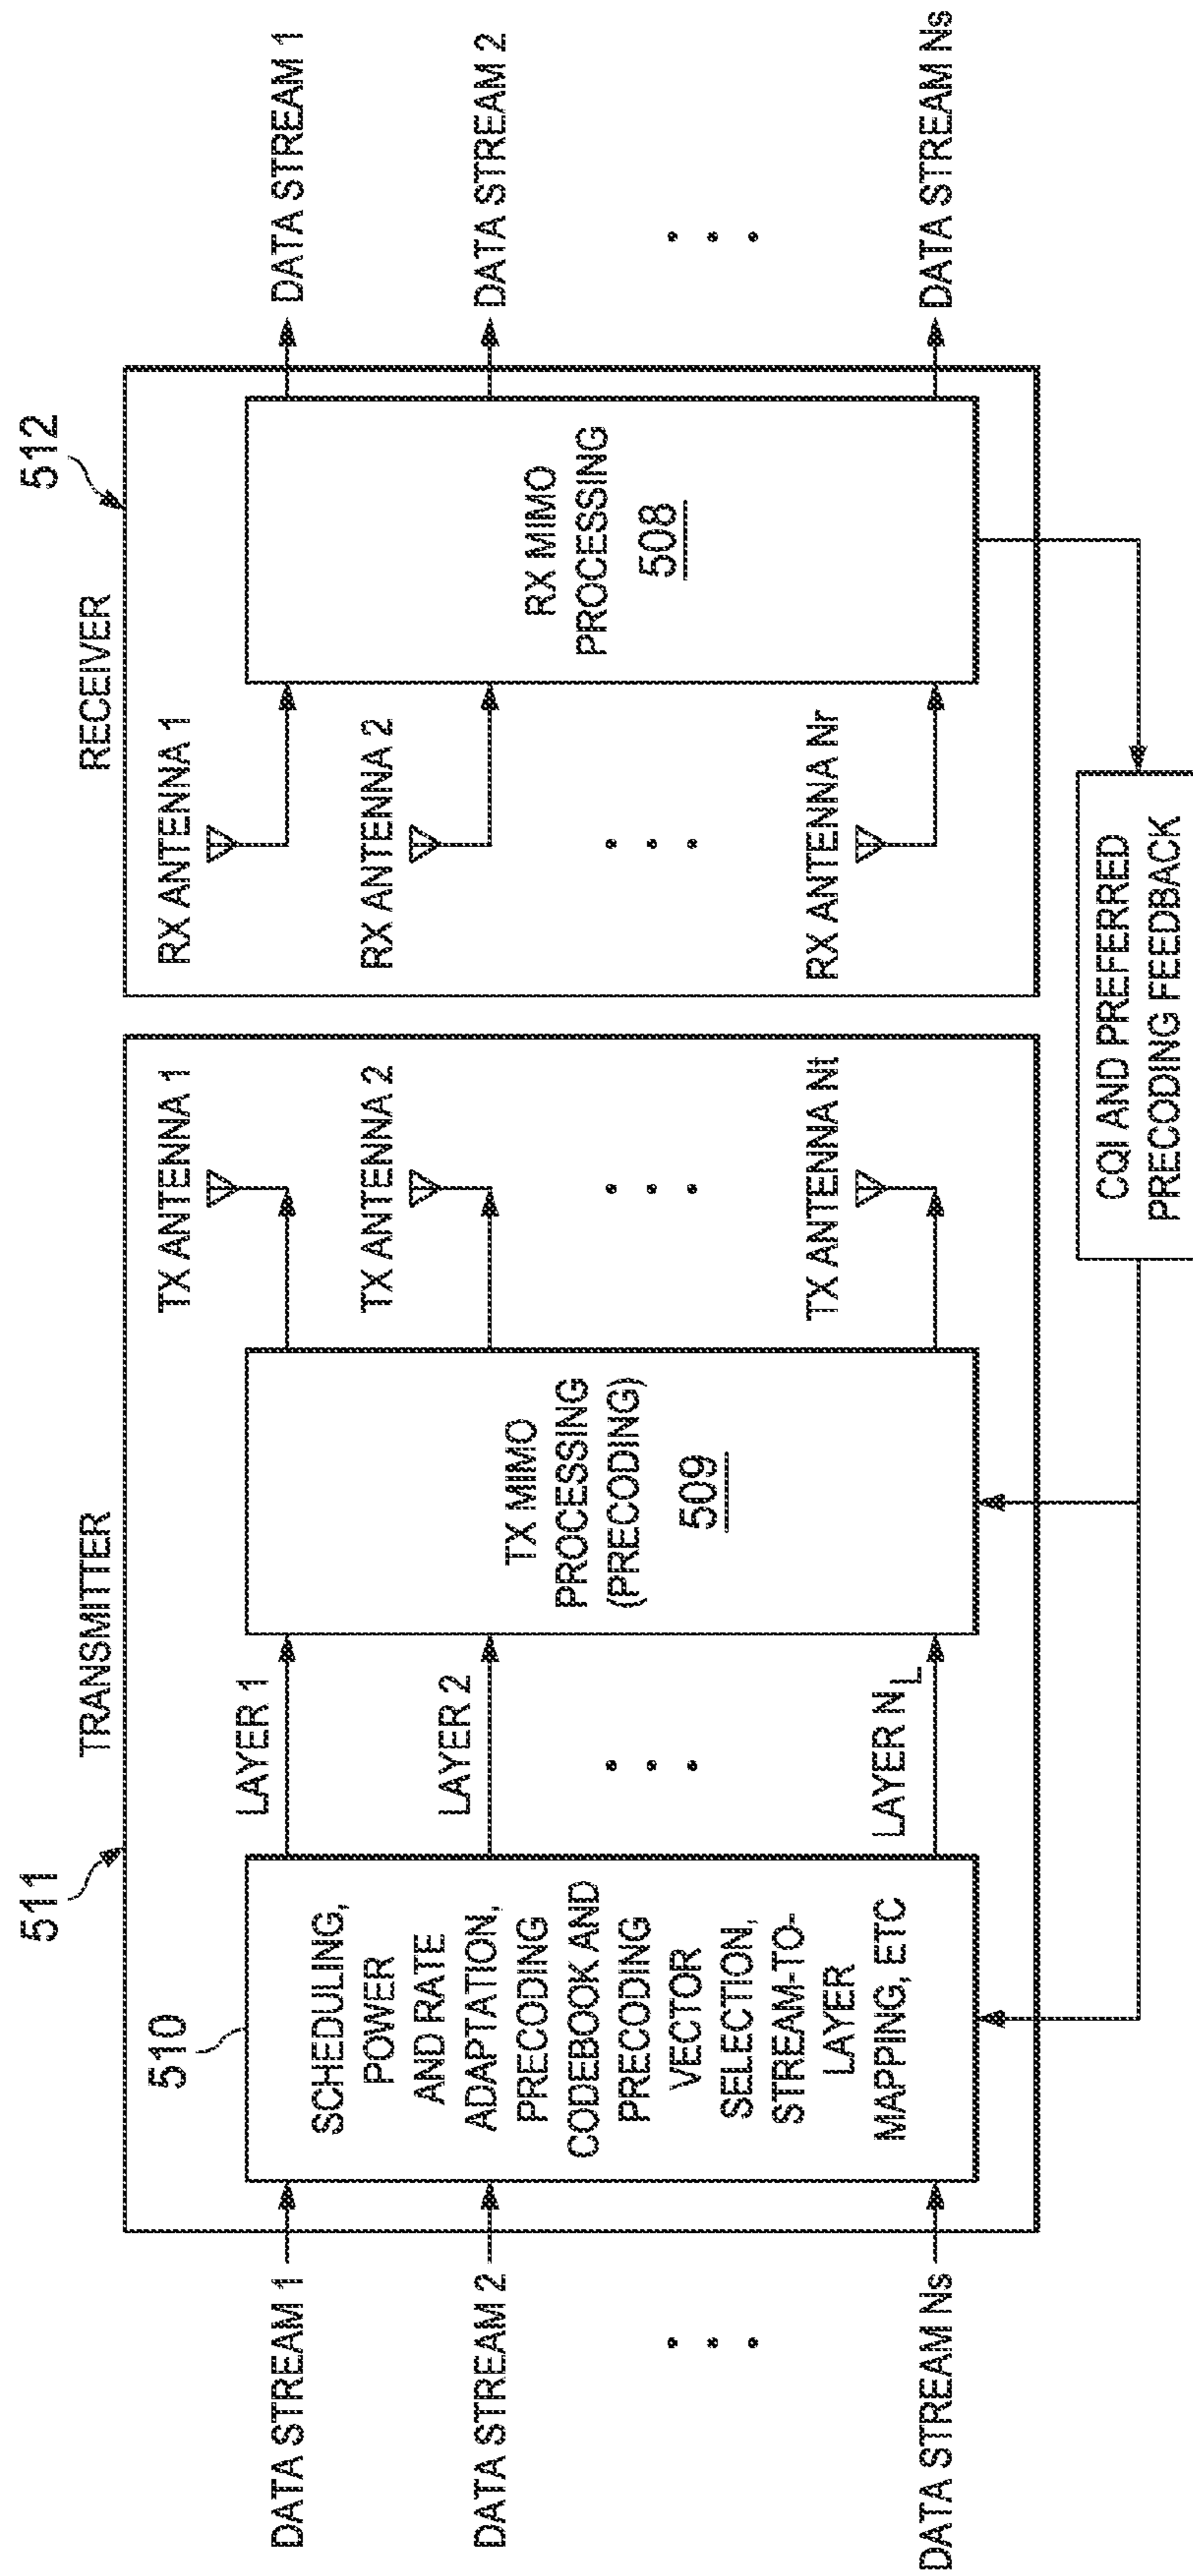 511
TRANSMITTER
DATA STREAM 1
DATA STREAM 2
DATA STREAM Ns
510
SCHEDULING,
POWER
AND RATE
ADAPTATION,
PRECODING
CODEBOOK AND
PRECODING
VECTOR
SELECTION,
STREAM-TO-
LAYER
MAPPING, ETC
LAYER 1
LAYER 2
LAYER NL
TX MIMO
PROCESSING
(PRECODING)
509
TX ANTENNA 1
TX ANTENNA 2
TX ANTENNA Nt
RECEIVER
512
RX ANTENNA 1
RX ANTENNA 2
RX ANTENNA Nr
RX MIMO
PROCESSING
508
DATA STREAM 1
DATA STREAM 2
DATA STREAM Ns
CQI AND PREFERRED
PRECODING FEEDBACK